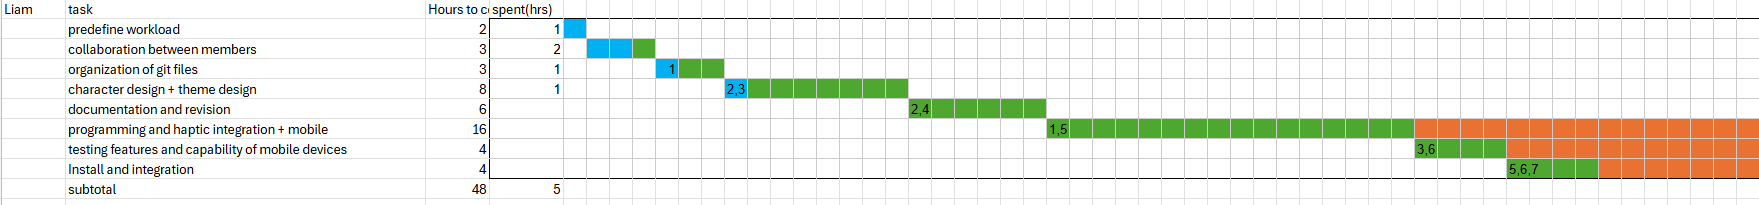 Liam task Hours to c spent(hrs)
predefine workload 2 1
collaboration between members 3 2
organization of git files 3 1 1
character design + theme design 8 1 2,3
documentation and revision 6 2,4
programming and haptic integration + mobile 16 1,5
testing features and capability of mobile devices 4 3,6
Install and integration 4 5,6,7
subtotal 48 5